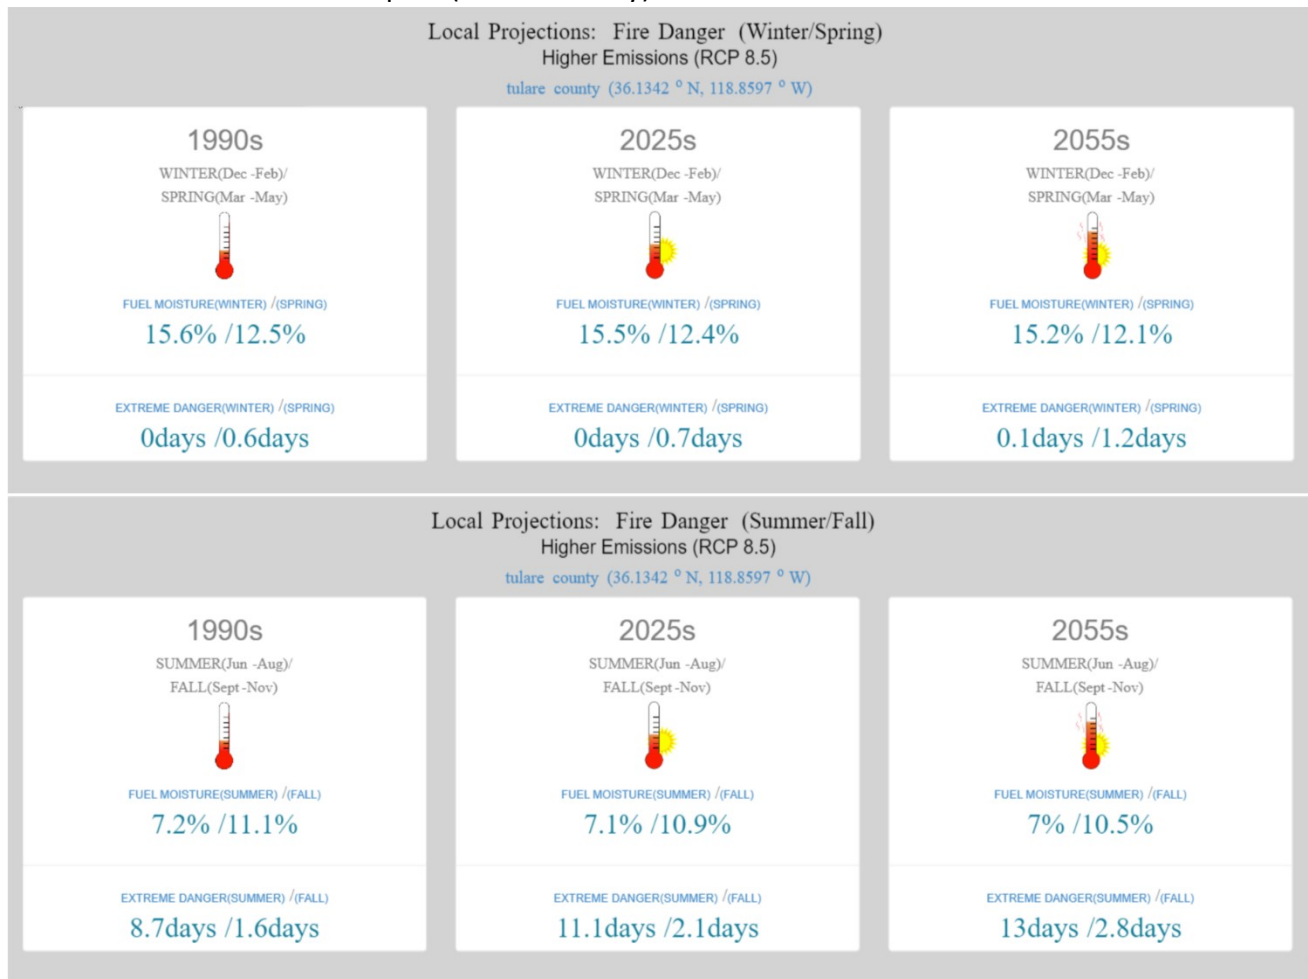 Local Projections: Fire Danger (Winter/Spring)
Higher Emissions (RCP 8.5)
tulare county (36.1342 ° N, 118.8597 ° W)
1990s
WINTER(Dec -Feb)/
SPRING(Mar -May)
FUEL MOISTURE(WINTER) /(SPRING)
15.6% /12.5%
EXTREME DANGER(WINTER) /(SPRING)
0days /0.6days
2025s
WINTER(Dec -Feb)/
SPRING(Mar -May)
FUEL MOISTURE(WINTER) /(SPRING)
15.5% /12.4%
EXTREME DANGER(WINTER) /(SPRING)
0days /0.7days
2055s
WINTER(Dec -Feb)/
SPRING(Mar -May)
FUEL MOISTURE(WINTER) /(SPRING)
15.2% /12.1%
EXTREME DANGER(WINTER) /(SPRING)
0.1days /1.2days
Local Projections: Fire Danger (Summer/Fall)
Higher Emissions (RCP 8.5)
tulare county (36.1342 ° N, 118.8597 ° W)
1990s
SUMMER(Jun -Aug)/
FALL(Sept -Nov)
FUEL MOISTURE(SUMMER) /(FALL)
7.2% /11.1%
EXTREME DANGER(SUMMER) /(FALL)
8.7days /1.6days
2025s
SUMMER(Jun -Aug)/
FALL(Sept -Nov)
FUEL MOISTURE(SUMMER) /(FALL)
7.1% /10.9%
EXTREME DANGER(SUMMER) /(FALL)
11.1days /2.1days
2055s
SUMMER(Jun -Aug)/
FALL(Sept -Nov)
FUEL MOISTURE(SUMMER) /(FALL)
7% /10.5%
EXTREME DANGER(SUMMER) /(FALL)
13days /2.8days